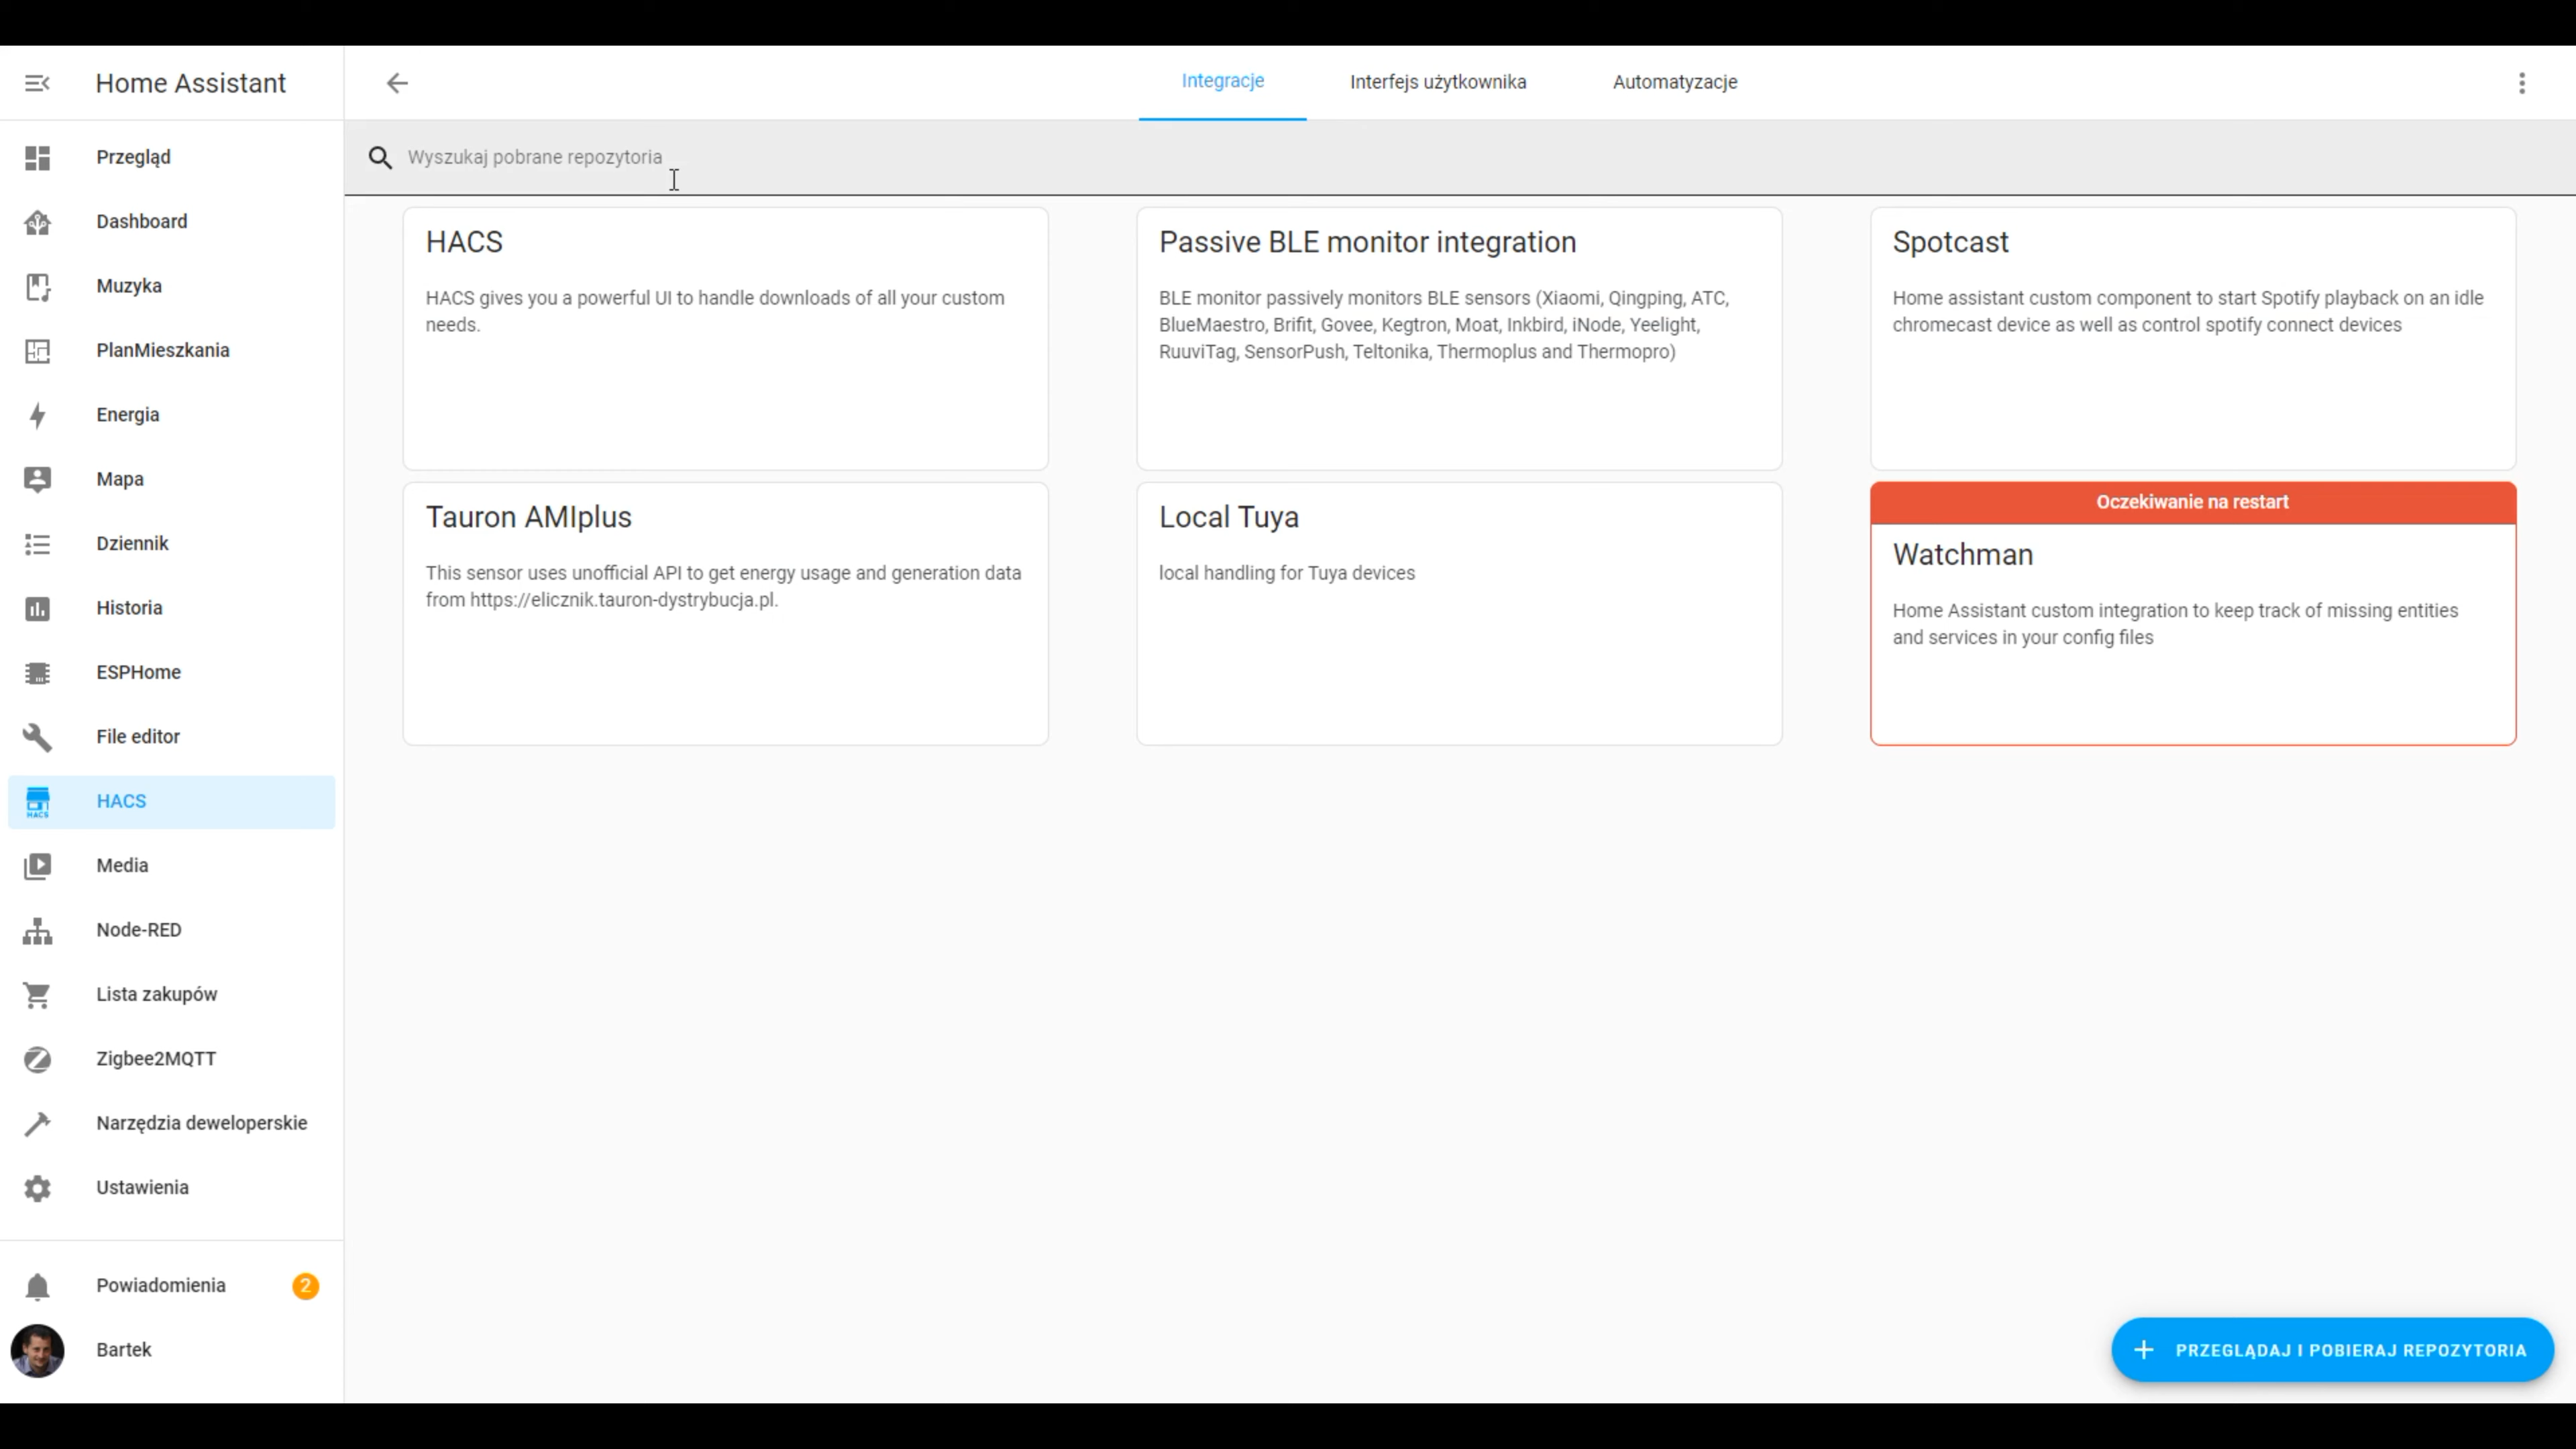 Home Assistant
Integracje
Interfejs użytkownika
Automatyzacje
Wyszukaj pobrane repozytoria
Przegląd
Dashboard
Muzyka
PlanMieszkania
Energia
Mapa
Dziennik
Historia
ESPHome
File editor
HACS
HACS
Media
Node-RED
Lista zakupów
Zigbee2MQTT
Narzędzia deweloperskie
Ustawienia
Powiadomienia
2
Bartek
HACS
HACS gives you a powerful UI to handle downloads of all your custom
needs.
Passive BLE monitor integration
BLE monitor passively monitors BLE sensors (Xiaomi, Qingping, ATC,
BlueMaestro, Brifit, Govee, Kegtron, Moat, Inkbird, iNode, Yeelight,
RuuviTag, SensorPush, Teltonika, Thermoplus and Thermopro)
Spotcast
Home assistant custom component to start Spotify playback on an idle
chromecast device as well as control spotify connect devices
Tauron AMIplus
This sensor uses unofficial API to get energy usage and generation data
from https://elicznik.tauron-dystrybucja.pl.
Local Tuya
local handling for Tuya devices
Oczekiwanie na restart
Watchman
Home Assistant custom integration to keep track of missing entities
and services in your config files
PRZEGLĄDAJ I POBIERAJ REPOZYTORIA